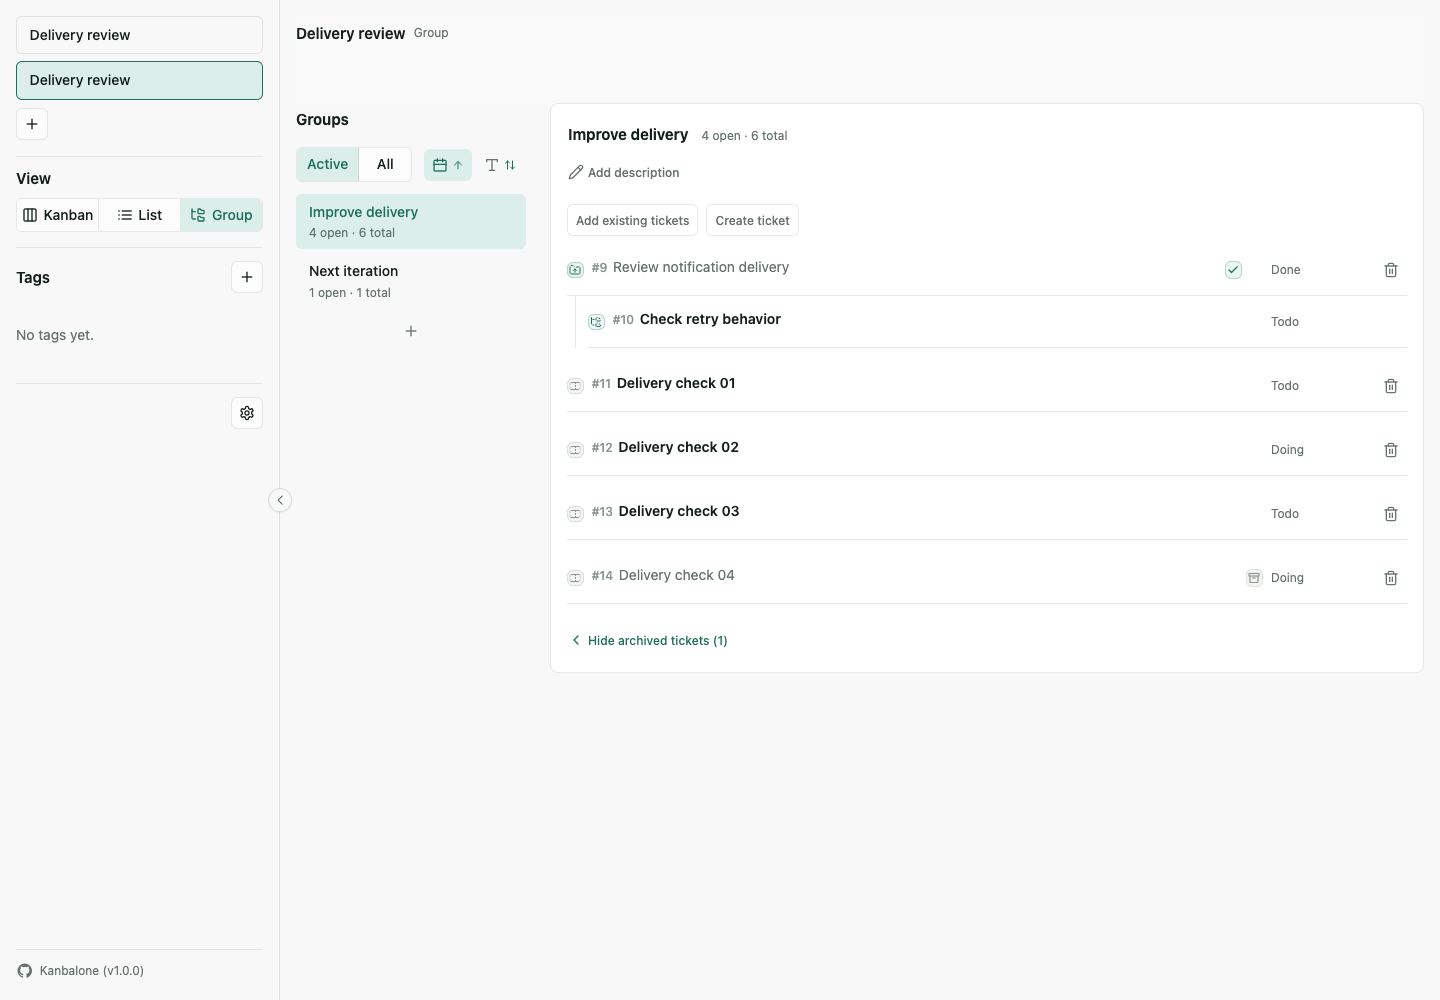 Delivery review
Delivery review
View
Kanban
List
Group
Tags
No tags yet.
Kanbalone (v1.0.0)
Delivery review Group
Groups
Active
All
Improve delivery
4 open · 6 total
Next iteration
1 open · 1 total
Improve delivery 4 open · 6 total
Add description
Add existing tickets
Create ticket
#9 Review notification delivery Done
#10 Check retry behavior Todo
#11 Delivery check 01 Todo
#12 Delivery check 02 Doing
#13 Delivery check 03 Todo
#14 Delivery check 04 Doing
Hide archived tickets (1)